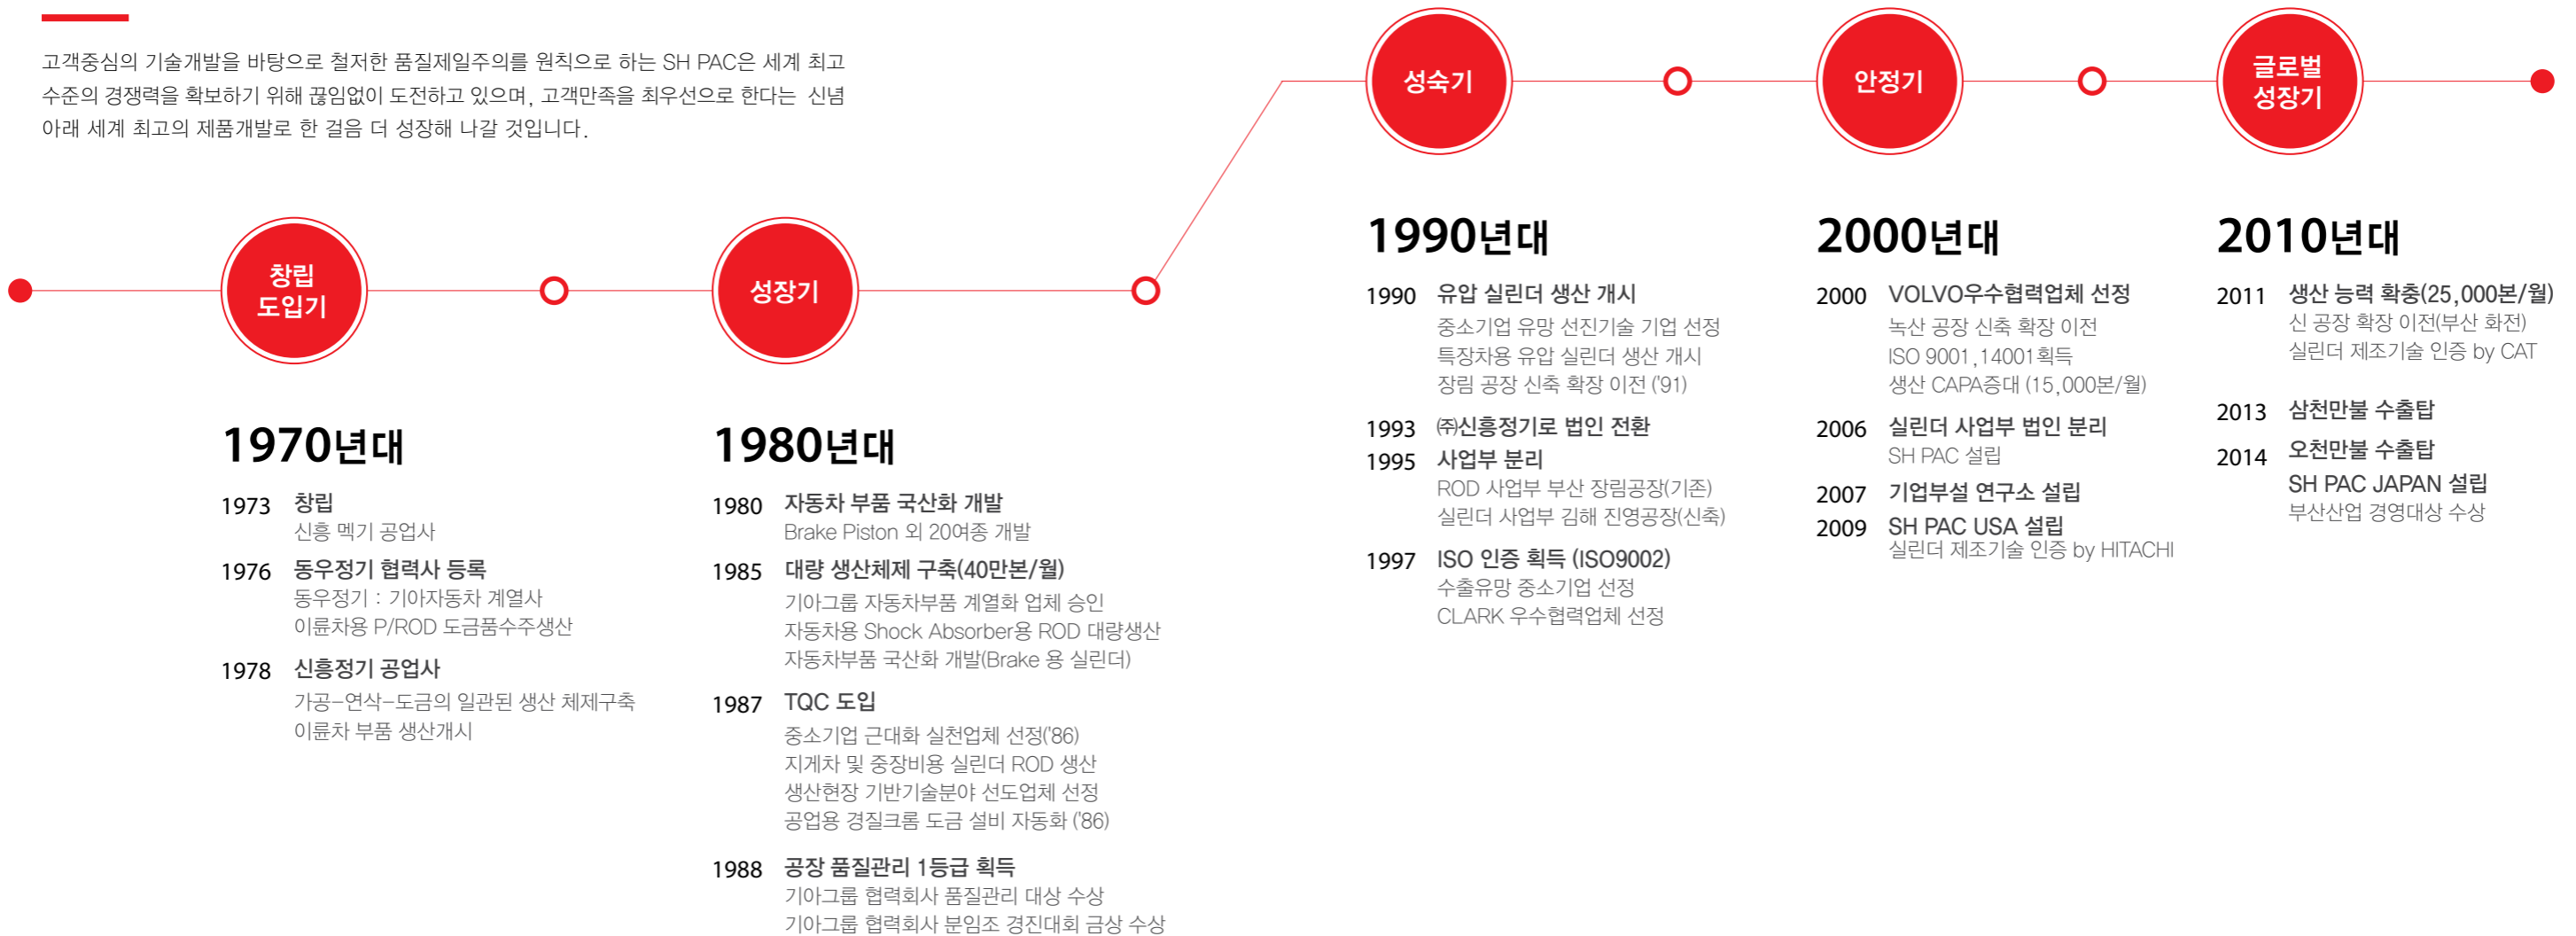 고객중심의 기술개발을 바탕으로 철저한 품질제일주의를 원칙으로 하는 SH PAC은 세계 최고
수준의 경쟁력을 확보하기 위해 끊임없이 도전하고 있으며, 고객만족을 최우선으로 한다는 신념
아래 세계 최고의 제품개발로 한 걸음 더 성장해 나갈 것입니다.
창립
도입기
1970년대
1973 창립
신흥 멕기 공업사
1976 동우정기 협력사 등록
동우정기 : 기아자동차 계열사
이륜차용 P/ROD 도금품수주생산
1978 신흥정기 공업사
가공-연삭-도금의 일관된 생산 체제구축
이륜차 부품 생산개시
성장기
1980년대
1980 자동차 부품 국산화 개발
Brake Piston 외 20여종 개발
1985 대량 생산체제 구축(40만본/월)
기아그룹 자동차부품 계열화 업체 승인
자동차용 Shock Absorber용 ROD 대량생산
자동차부품 국산화 개발(Brake 용 실린더)
1987 TQC 도입
중소기업 근대화 실천업체 선정('86)
지게차 및 중장비용 실린더 ROD 생산
생산현장 기반기술분야 선도업체 선정
공업용 경질크롬 도금 설비 자동화 ('86)
1988 공장 품질관리 1등급 획득
기아그룹 협력회사 품질관리 대상 수상
기아그룹 협력회사 분임조 경진대회 금상 수상
성숙기
1990년대
1990 유압 실린더 생산 개시
중소기업 유망 선진기술 기업 선정
특장차용 유압 실린더 생산 개시
장림 공장 신축 확장 이전 ('91)
1993 ㈜신흥정기로 법인 전환
1995 사업부 분리
ROD 사업부 부산 장림공장(기존)
실린더 사업부 김해 진영공장(신축)
1997 ISO 인증 획득 (ISO9002)
수출유망 중소기업 선정
CLARK 우수협력업체 선정
안정기
2000년대
2000 VOLVO우수협력업체 선정
녹산 공장 신축 확장 이전
ISO 9001,14001획득
생산 CAPA증대 (15,000본/월)
2006 실린더 사업부 법인 분리
SH PAC 설립
2007 기업부설 연구소 설립
2009 SH PAC USA 설립
실린더 제조기술 인증 by HITACHI
글로벌
성장기
2010년대
2011 생산 능력 확충(25,000본/월)
신 공장 확장 이전(부산 화전)
실린더 제조기술 인증 by CAT
2013 삼천만불 수출탑
2014 오천만불 수출탑
SH PAC JAPAN 설립
부산산업 경영대상 수상